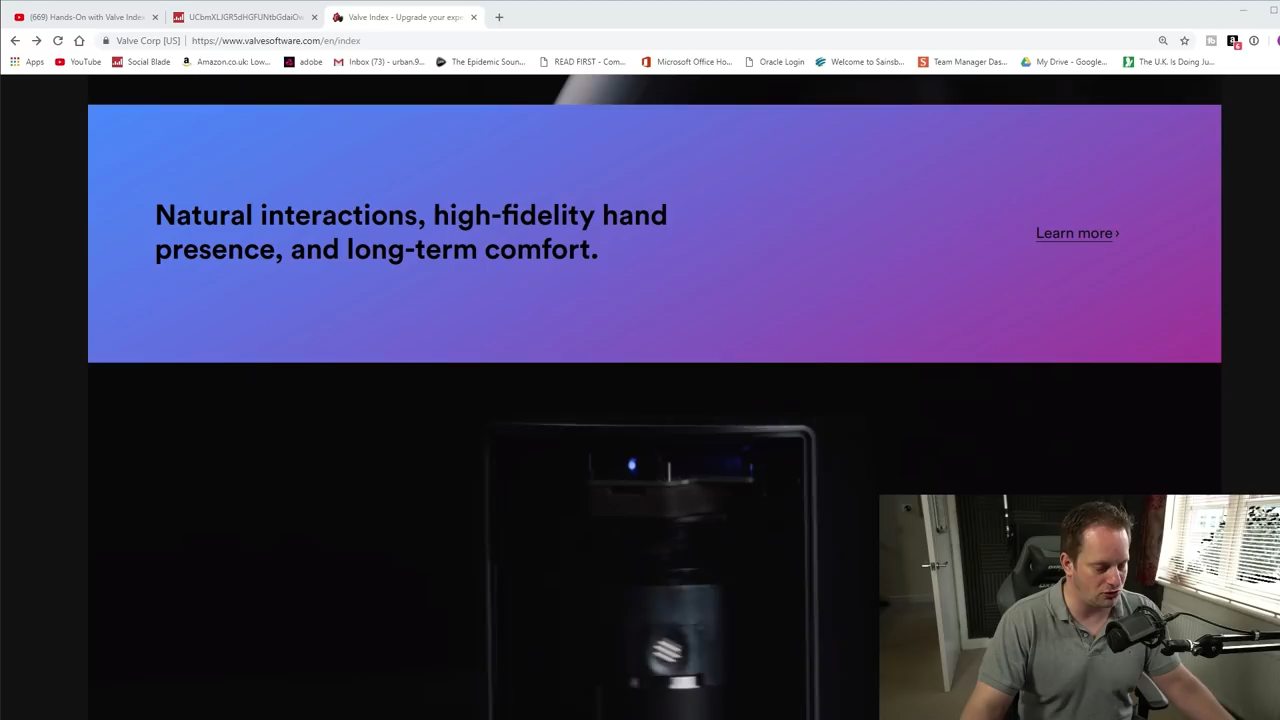 (669) Hands-On with Valve Index
UCbmXLJGR5dHGFUNtbGdaiOw
Valve Index - Upgrade your expe
Valve Corp [US]
https://www.valvesoftware.com/en/index
6
Apps
YouTube
Social Blade
Amazon.co.uk: Low...
adobe
Inbox (73) - urban.9...
The Epidemic Soun...
READ FIRST - Com...
Microsoft Office Ho...
Oracle Login
Welcome to Sainsb...
Team Manager Das...
My Drive - Google...
The U.K. Is Doing Ju...
Natural interactions, high-fidelity hand
presence, and long-term comfort.
Learn more ›